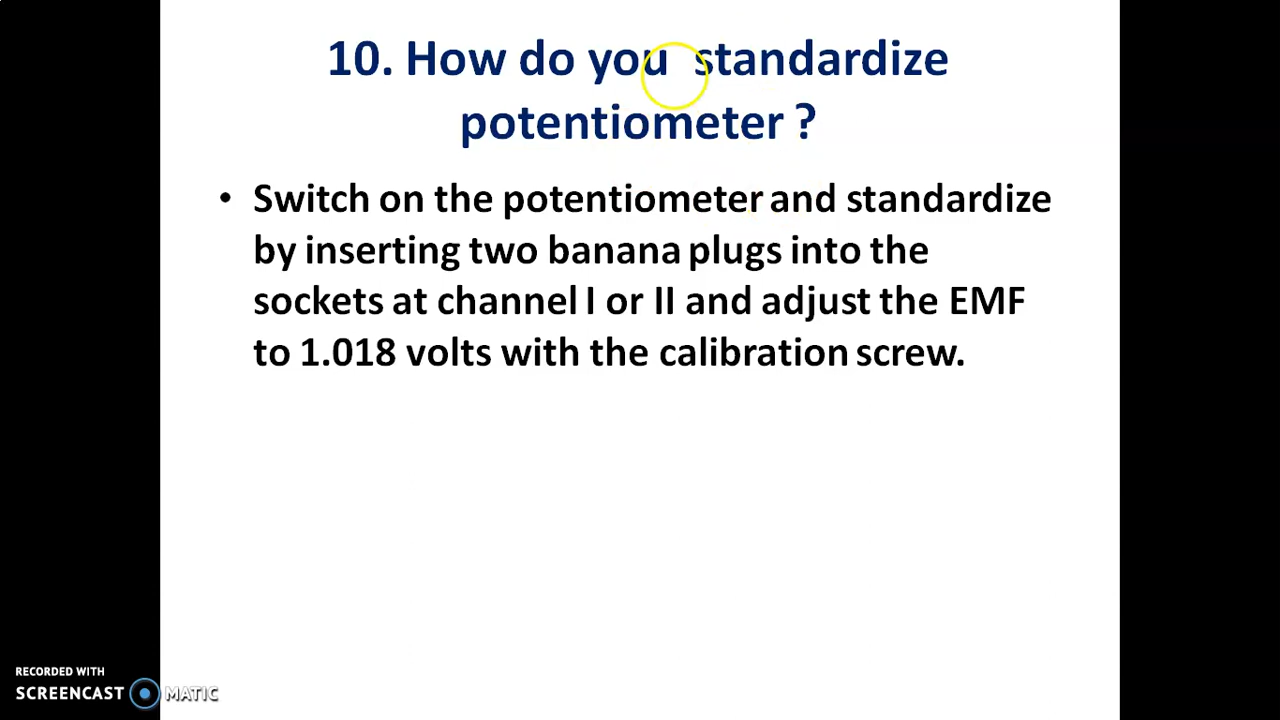 10. How do you standardize
potentiometer ?
• Switch on the potentiometer and standardize
by inserting two banana plugs into the
sockets at channel I or II and adjust the EMF
to 1.018 volts with the calibration screw.
RECORDED WITH
SCREENCAST MATIC